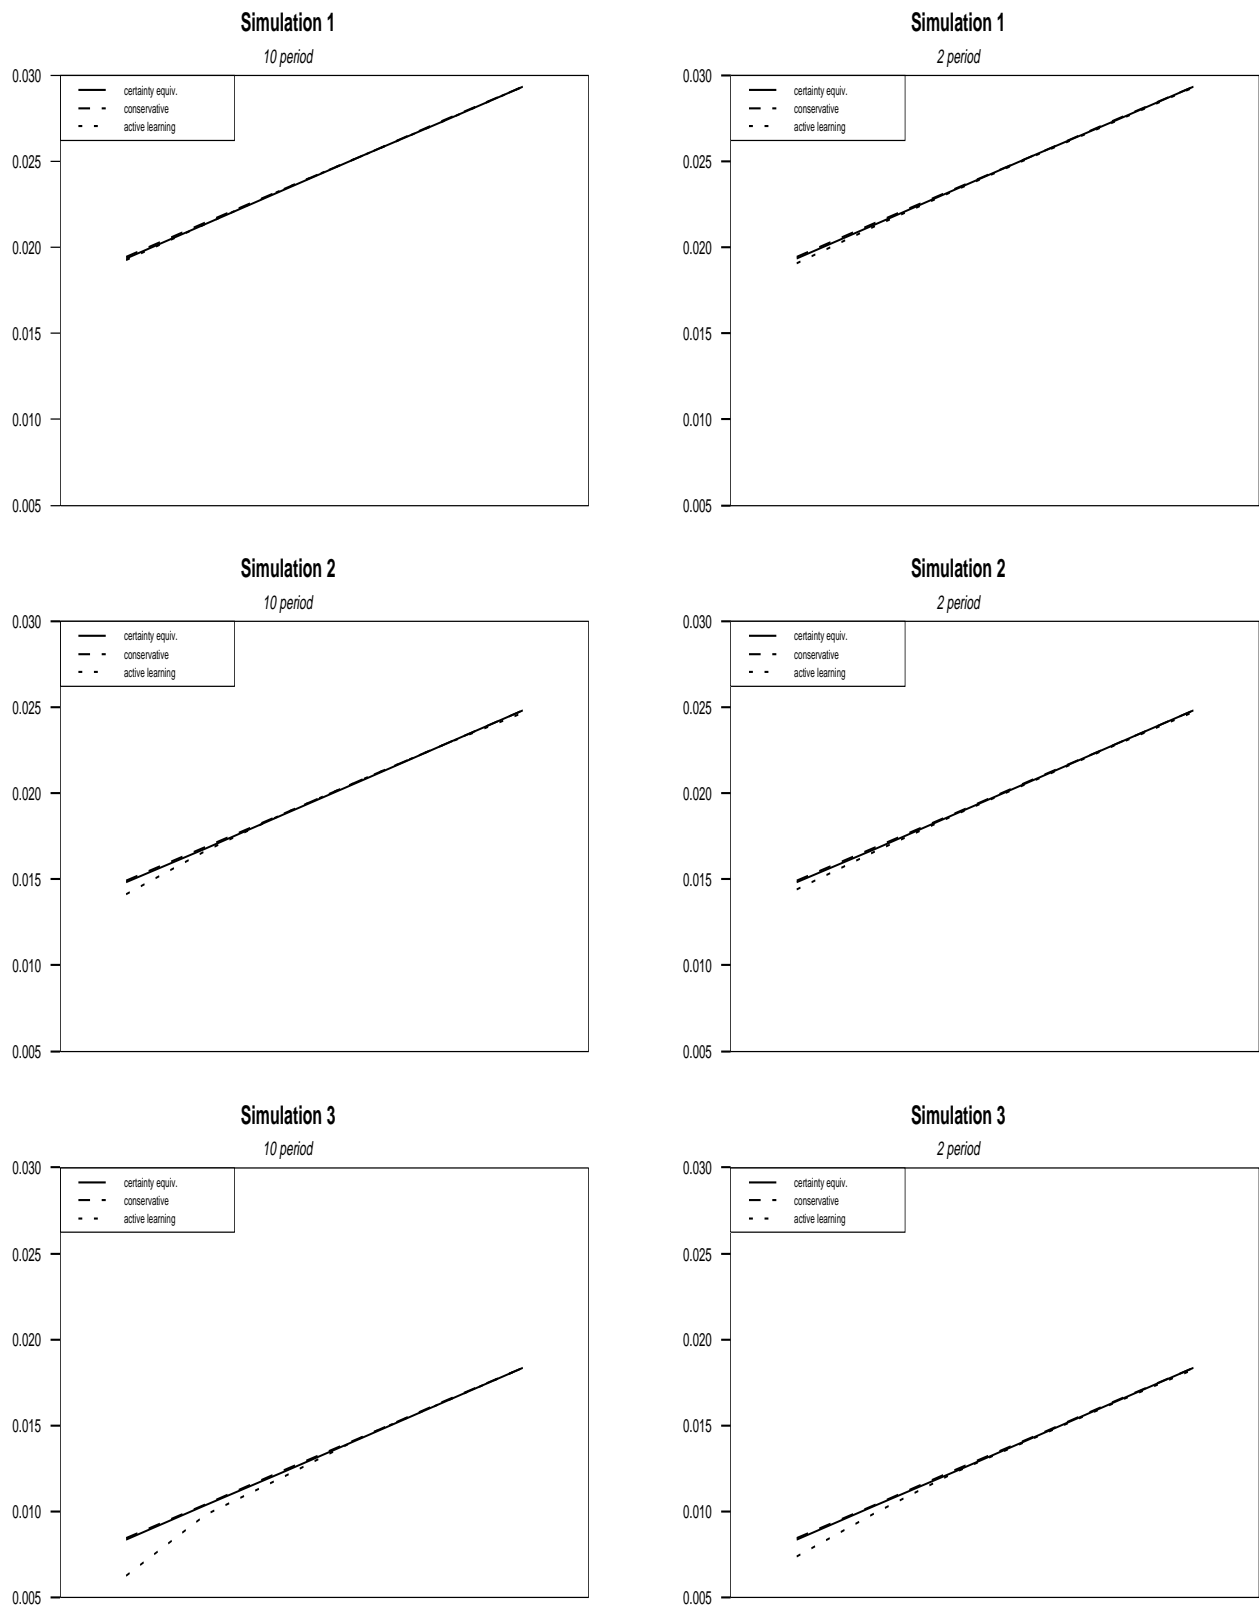 Simulation 1
10 period
0.030
0.025
0.020
0.015
0.010
0.005
certainty equiv.
conservative
active learning
Simulation 1
2 period
0.030
0.025
0.020
0.015
0.010
0.005
certainty equiv.
conservative
active learning
Simulation 2
10 period
0.030
0.025
0.020
0.015
0.010
0.005
certainty equiv.
conservative
active learning
Simulation 2
2 period
0.030
0.025
0.020
0.015
0.010
0.005
certainty equiv.
conservative
active learning
Simulation 3
10 period
0.030
0.025
0.020
0.015
0.010
0.005
certainty equiv.
conservative
active learning
Simulation 3
2 period
0.030
0.025
0.020
0.015
0.010
0.005
certainty equiv.
conservative
active learning